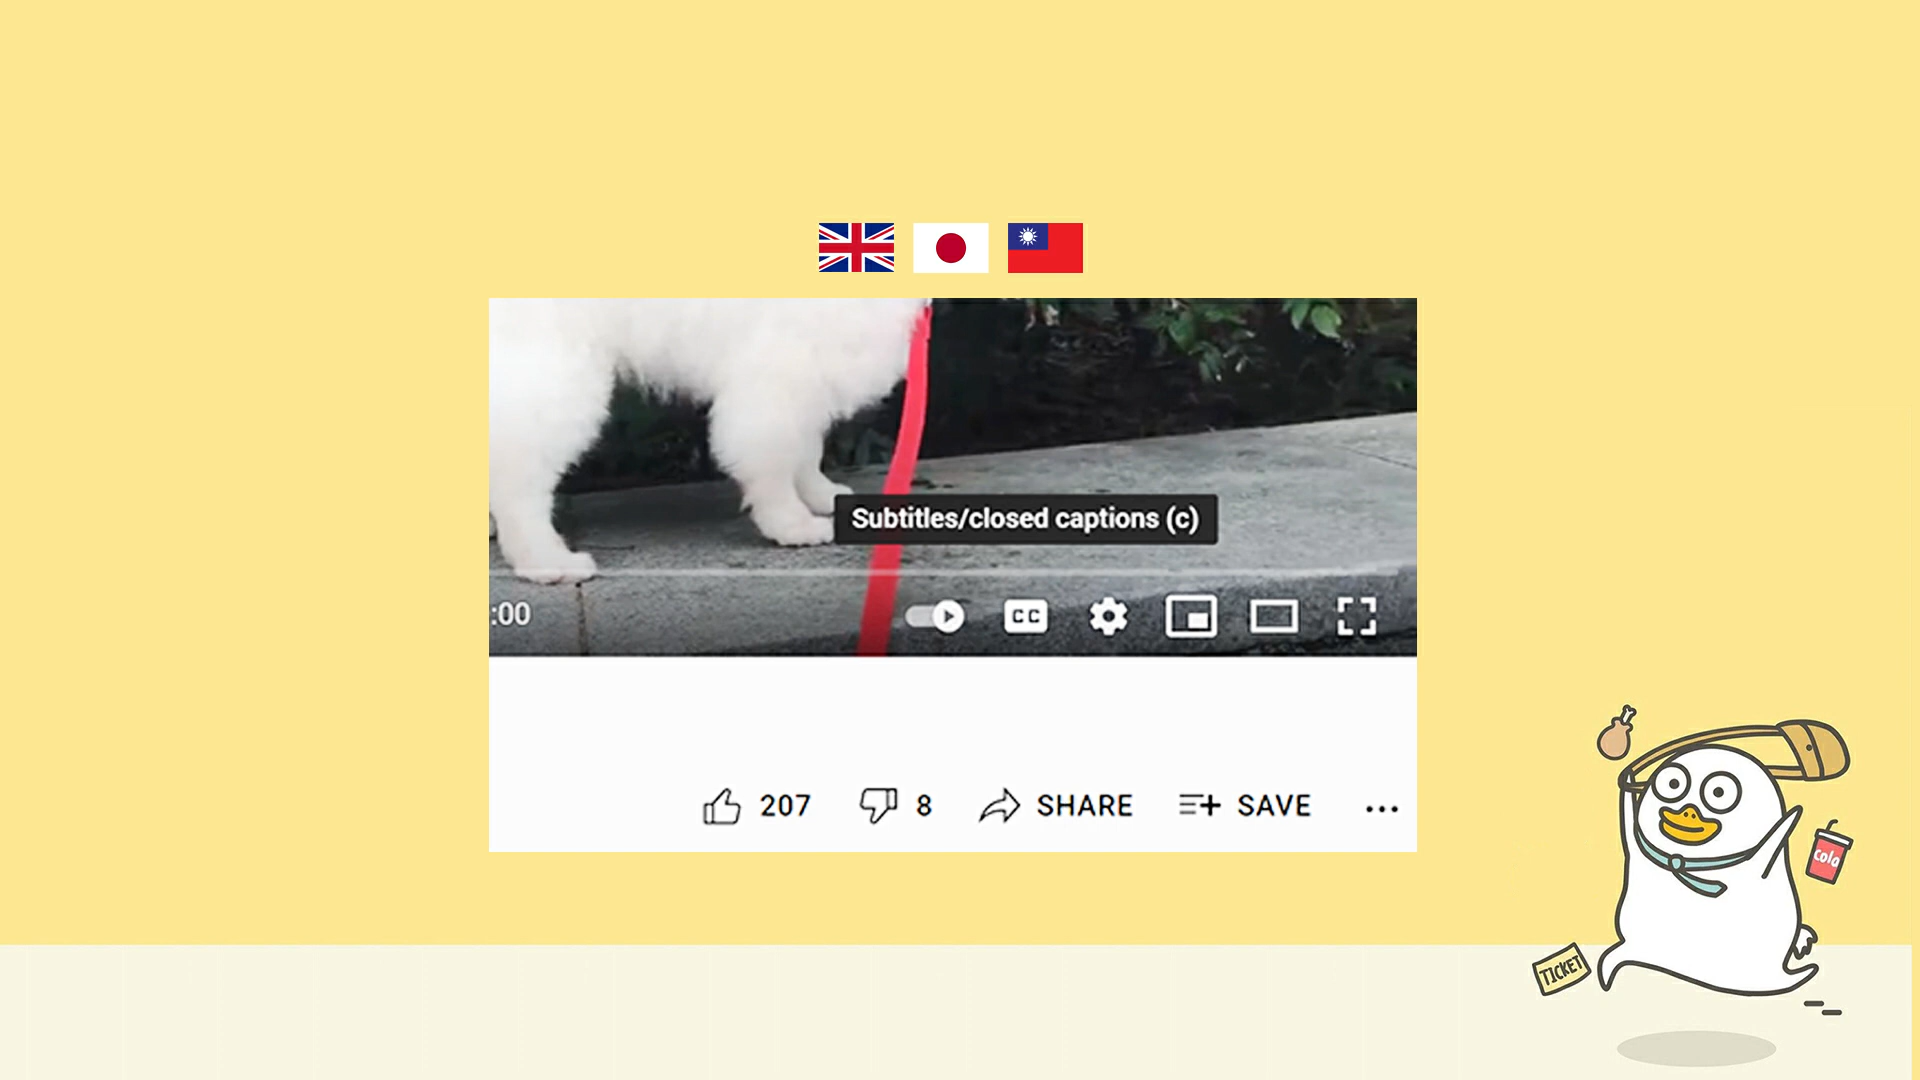 Subtitles/closed captions (c)
:00
CC
207
8
SHARE
SAVE
cola
TICKET